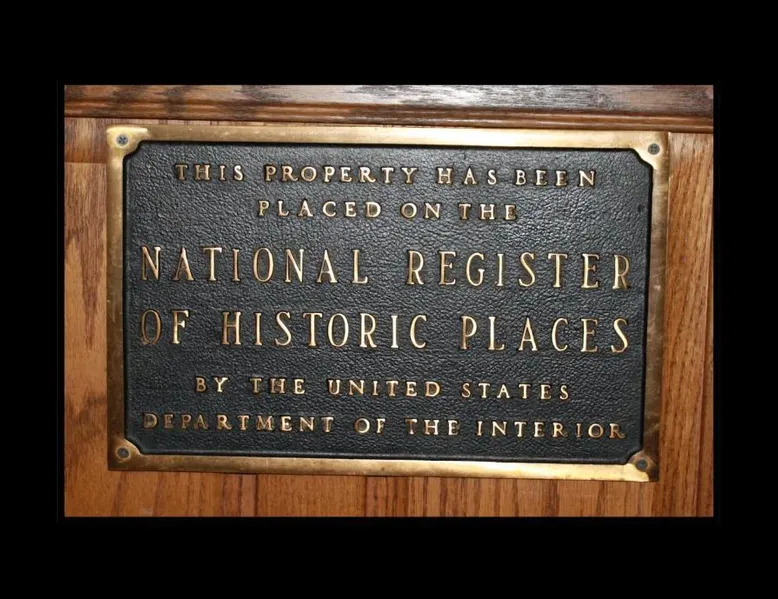 THIS PROPERTY HAS BEEN
PLACED ON THE
NATIONAL REGISTER
OF HISTORIC PLACES
BY THE UNITED STATES
DEPARTMENT OF THE INTERIOR